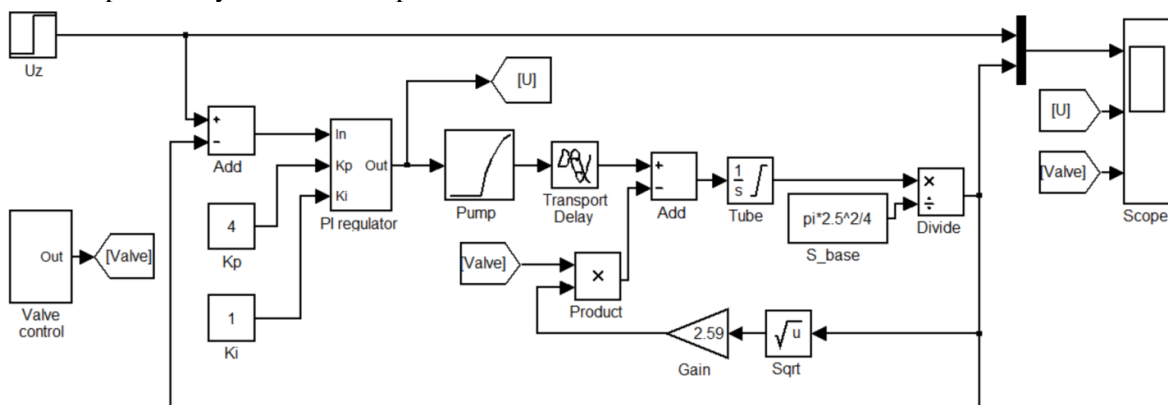 Uz
[U]
+
−
Add
In
Kp
Ki
Out
PI regulator
Pump
Transport
Delay
+
−
Add
1
s
Tube
×
÷
Divide
pi*2.5^2/4
S_base
[U]
[Valve]
Scope
4
Kp
1
Ki
Out
Valve
control
[Valve]
[Valve]
×
Product
2.59
Gain
√u
Sqrt